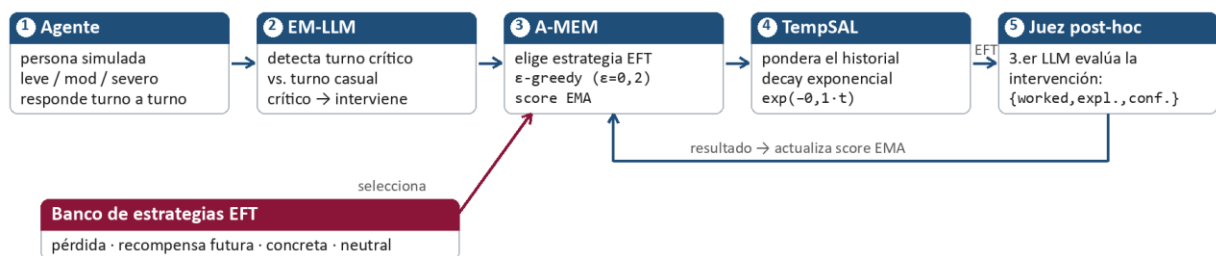 1 Agente
persona simulada
leve / mod / severo
responde turno a turno
2 EM-LLM
detecta turno crítico
vs. turno casual
crítico → interviene
3 A-MEM
elige estrategia EFT
ε-greedy (ε=0,2)
score EMA
4 TempSAL
pondera el historial
decay exponencial
exp(−0,1·t)
EFT
5 Juez post-hoc
3.er LLM evalúa la
intervención:
{worked,expl.,conf.}
resultado → actualiza score EMA
selecciona
Banco de estrategias EFT
pérdida · recompensa futura · concreta · neutral